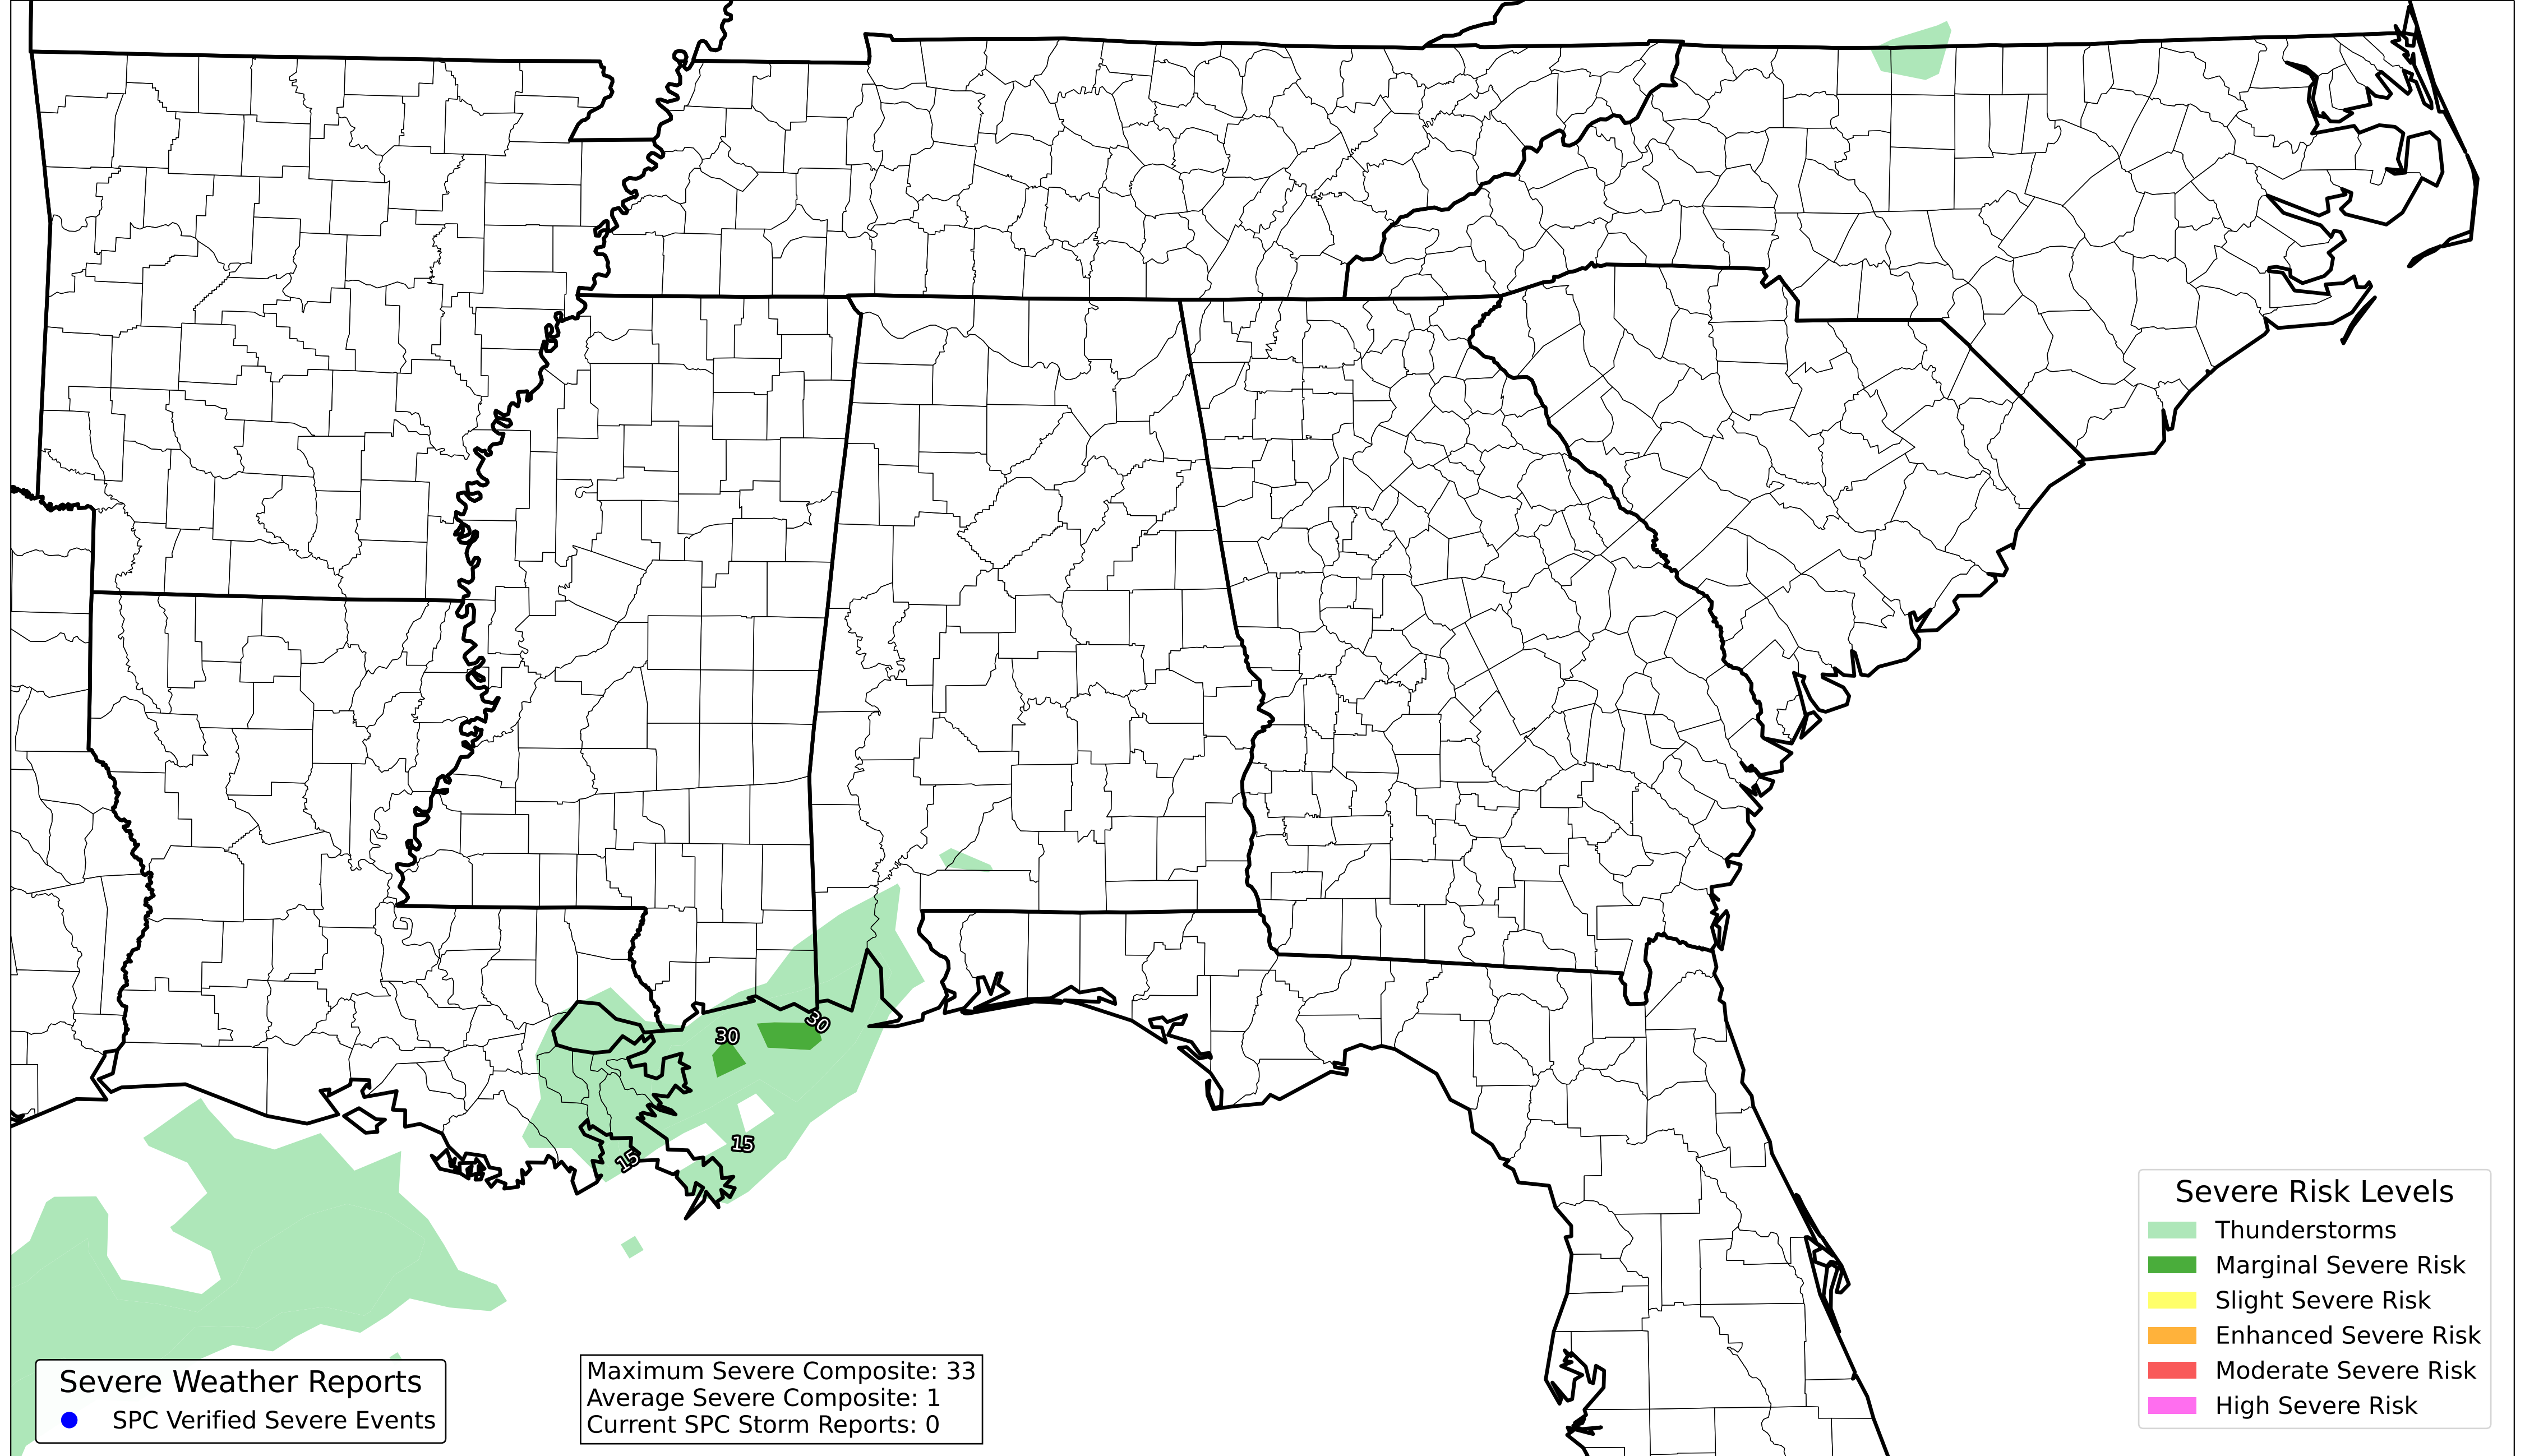 30
30
15
15
Severe Risk Levels
Thunderstorms
Marginal Severe Risk
Slight Severe Risk
Enhanced Severe Risk
Moderate Severe Risk
High Severe Risk
Severe Weather Reports
SPC Verified Severe Events
Maximum Severe Composite: 33
Average Severe Composite: 1
Current SPC Storm Reports: 0